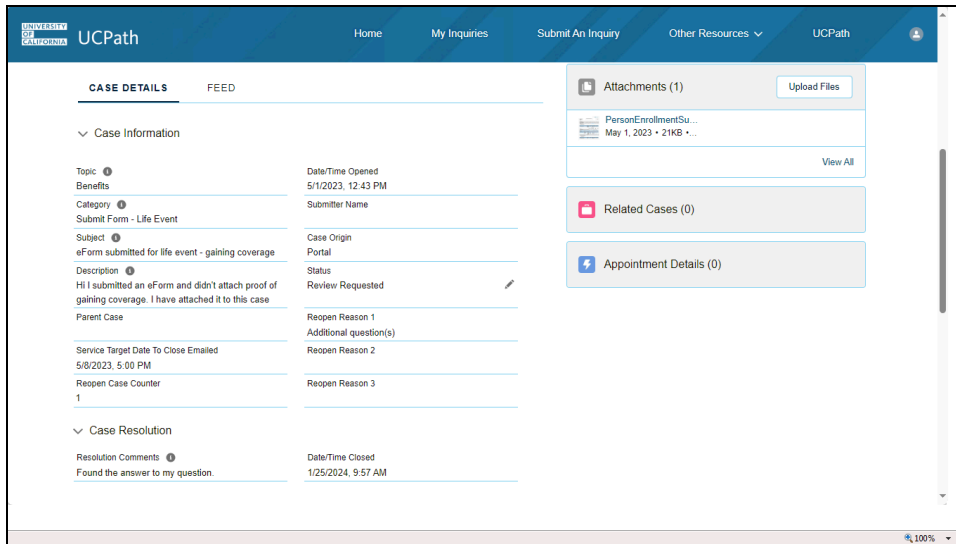 UNIVERSITY
OF
CALIFORNIA
UCPath
Home
My Inquiries
Submit An Inquiry
Other Resources
UCPath
CASE DETAILS
FEED
Case Information
Topic
Benefits
Category
Submit Form - Life Event
Subject
eForm submitted for life event - gaining coverage
Description
Hi I submitted an eForm and didn't attach proof of
gaining coverage. I have attached it to this case
Parent Case
Service Target Date To Close Emailed
5/8/2023, 5:00 PM
Reopen Case Counter
1
Date/Time Opened
5/1/2023, 12:43 PM
Submitter Name
Case Origin
Portal
Status
Review Requested
Reopen Reason 1
Additional question(s)
Reopen Reason 2
Reopen Reason 3
Case Resolution
Resolution Comments
Found the answer to my question.
Date/Time Closed
1/25/2024, 9:57 AM
Attachments (1)
Upload Files
PersonEnrollmentSu...
May 1, 2023 • 21KB •...
View All
Related Cases (0)
Appointment Details (0)
100%